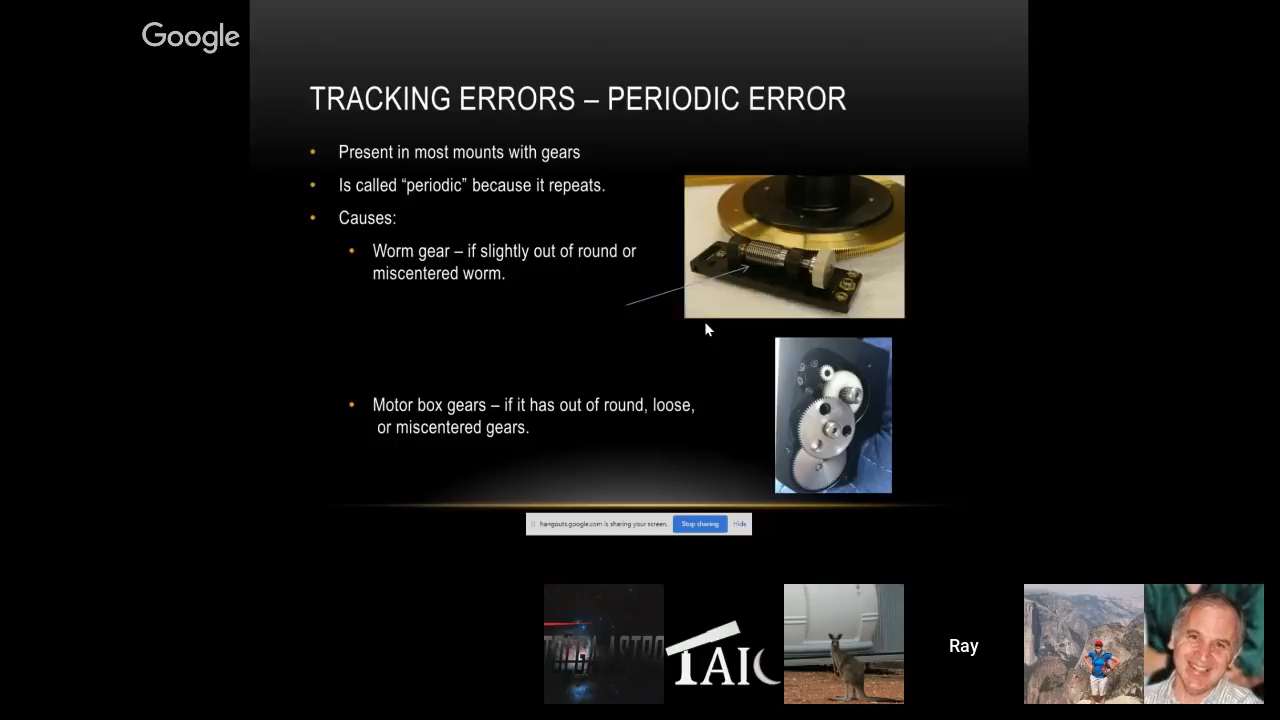 Google
TRACKING ERRORS – PERIODIC ERROR
• Present in most mounts with gears
• Is called “periodic” because it repeats.
• Causes:
• Worm gear – if slightly out of round or
miscentered worm.
• Motor box gears – if it has out of round, loose,
or miscentered gears.
hangouts.google.com is sharing your screen. Stop sharing Hide
TAIC
Ray